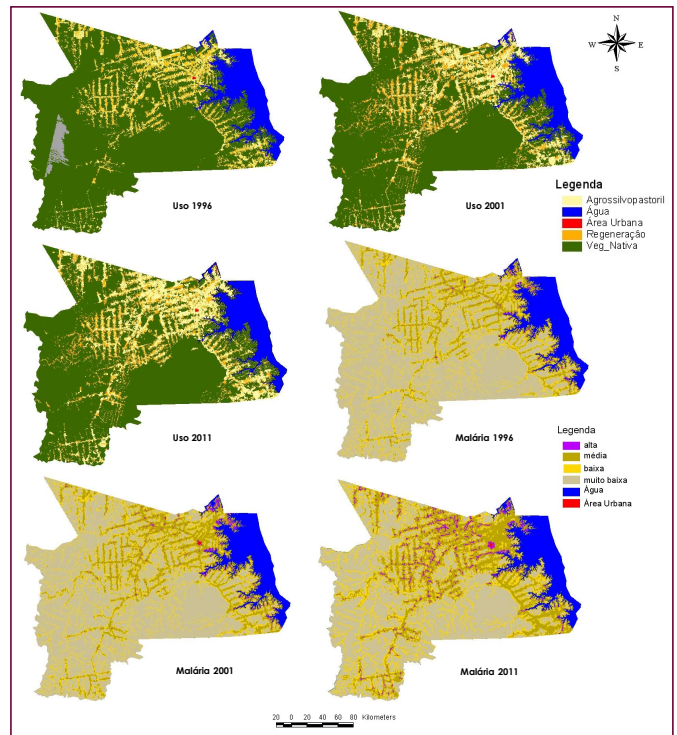 N
W E
S
Uso 1996
Uso 2001
Legenda
Agrossilvopastoril
Água
Área Urbana
Regeneração
Veg_Nativa
Uso 2011
Malária 1996
Legenda
alta
média
baixa
muito baixa
Água
Área Urbana
Malária 2001
Malária 2011
20 0 20 40 60 80 Kilometers